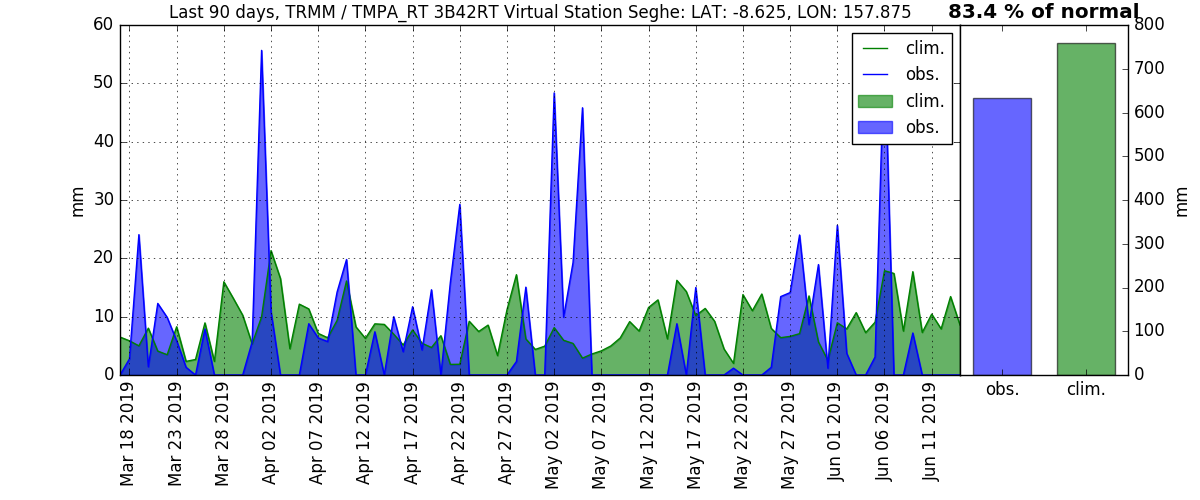 Last 90 days, TRMM / TMPA_RT 3B42RT Virtual Station Seghe: LAT: -8.625, LON: 157.875
83.4 % of normal
60
50
40
30
20
10
0
mm
clim.
obs.
clim.
obs.
800
700
600
500
400
300
200
100
0
mm
Mar 18 2019
Mar 23 2019
Mar 28 2019
Apr 02 2019
Apr 07 2019
Apr 12 2019
Apr 17 2019
Apr 22 2019
Apr 27 2019
May 02 2019
May 07 2019
May 12 2019
May 17 2019
May 22 2019
May 27 2019
Jun 01 2019
Jun 06 2019
Jun 11 2019
obs.
clim.